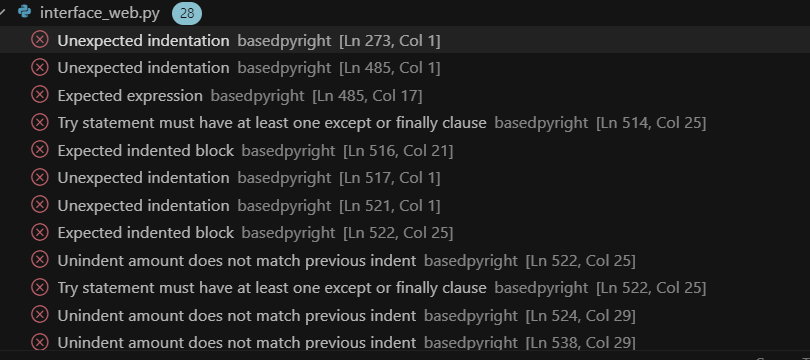 interface_web.py 28
Unexpected indentation basedpyright [Ln 273, Col 1]
Unexpected indentation basedpyright [Ln 485, Col 1]
Expected expression basedpyright [Ln 485, Col 17]
Try statement must have at least one except or finally clause basedpyright [Ln 514, Col 25]
Expected indented block basedpyright [Ln 516, Col 21]
Unexpected indentation basedpyright [Ln 517, Col 1]
Unexpected indentation basedpyright [Ln 521, Col 1]
Expected indented block basedpyright [Ln 522, Col 25]
Unindent amount does not match previous indent basedpyright [Ln 522, Col 25]
Try statement must have at least one except or finally clause basedpyright [Ln 522, Col 25]
Unindent amount does not match previous indent basedpyright [Ln 524, Col 29]
Unindent amount does not match previous indent basedpyright [Ln 538, Col 29]